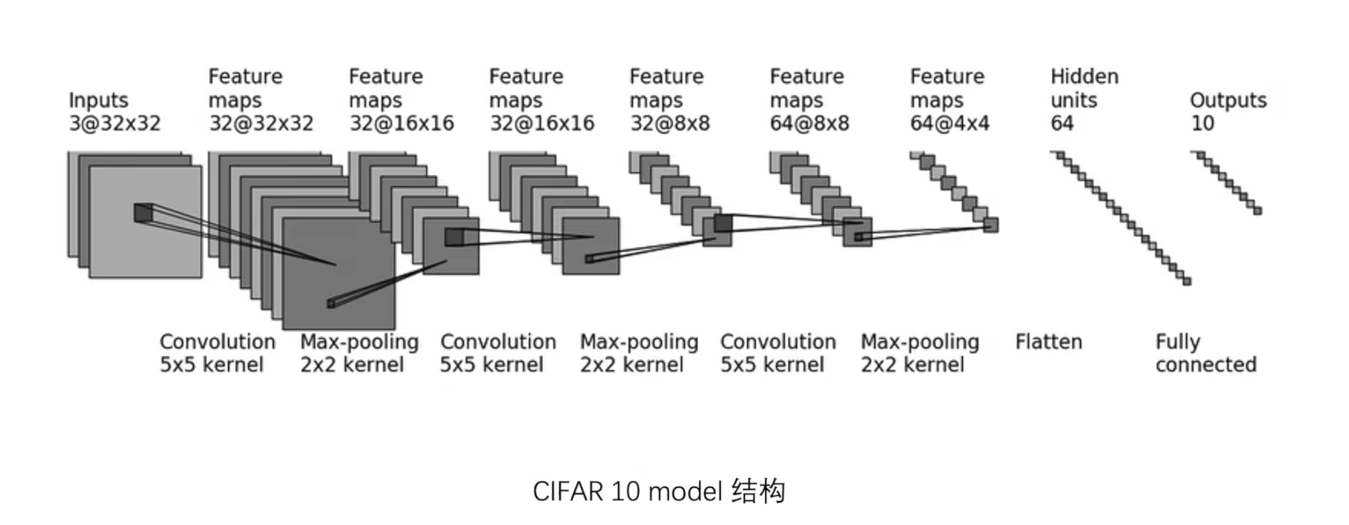 Inputs
3@32x32
Feature
maps
32@32x32
Feature
maps
32@16x16
Feature
maps
32@16x16
Feature
maps
32@8x8
Feature
maps
64@8x8
Feature
maps
64@4x4
Hidden
units
64
Outputs
10
Convolution
5x5 kernel
Max-pooling
2x2 kernel
Convolution
5x5 kernel
Max-pooling
2x2 kernel
Convolution
5x5 kernel
Max-pooling
2x2 kernel
Flatten
Fully
connected
CIFAR 10 model 结构